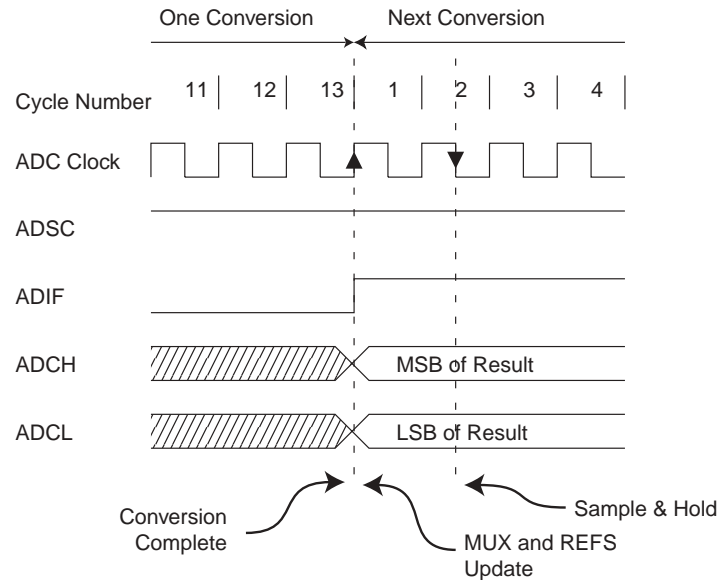 One Conversion Next Conversion
Cycle Number 11 12 13 1 2 3 4
ADC Clock
ADSC
ADIF
ADCH MSB of Result
ADCL LSB of Result
Conversion
Complete
MUX and REFS
Update
Sample & Hold